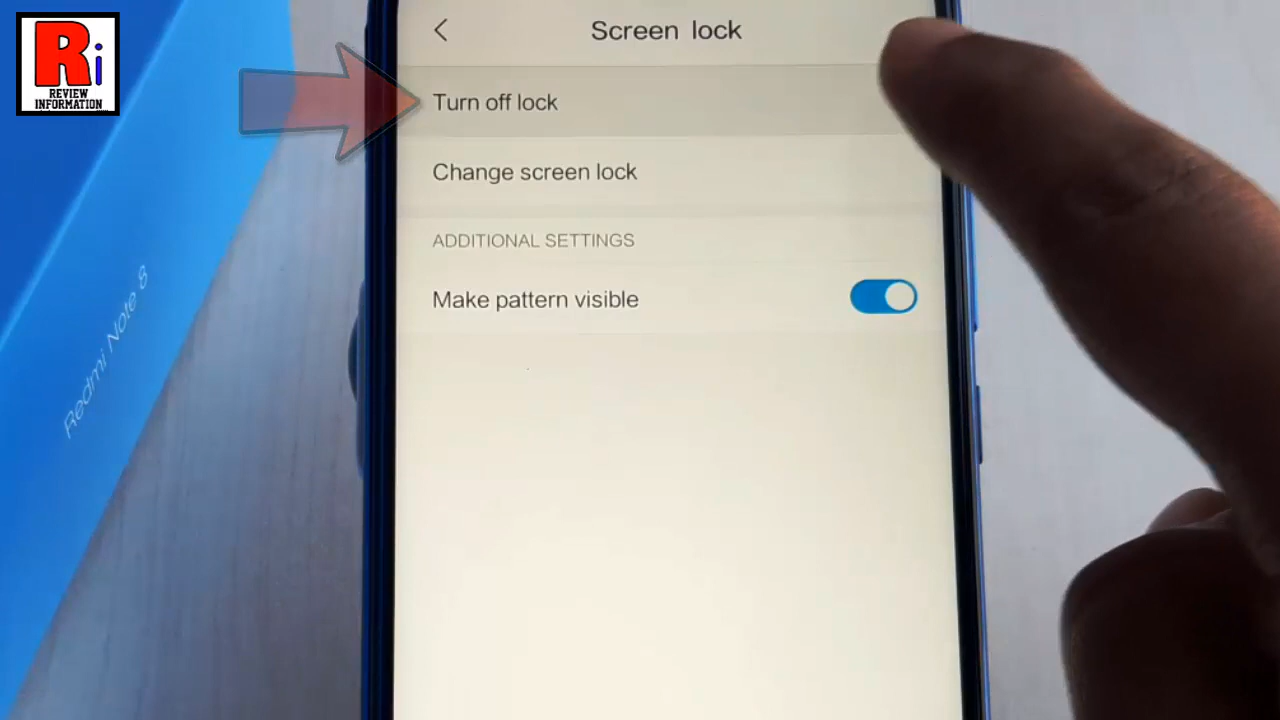 Ri
REVIEW
INFORMATION
Screen lock
Turn off lock
Change screen lock
ADDITIONAL SETTINGS
Make pattern visible
Redmi Note 8